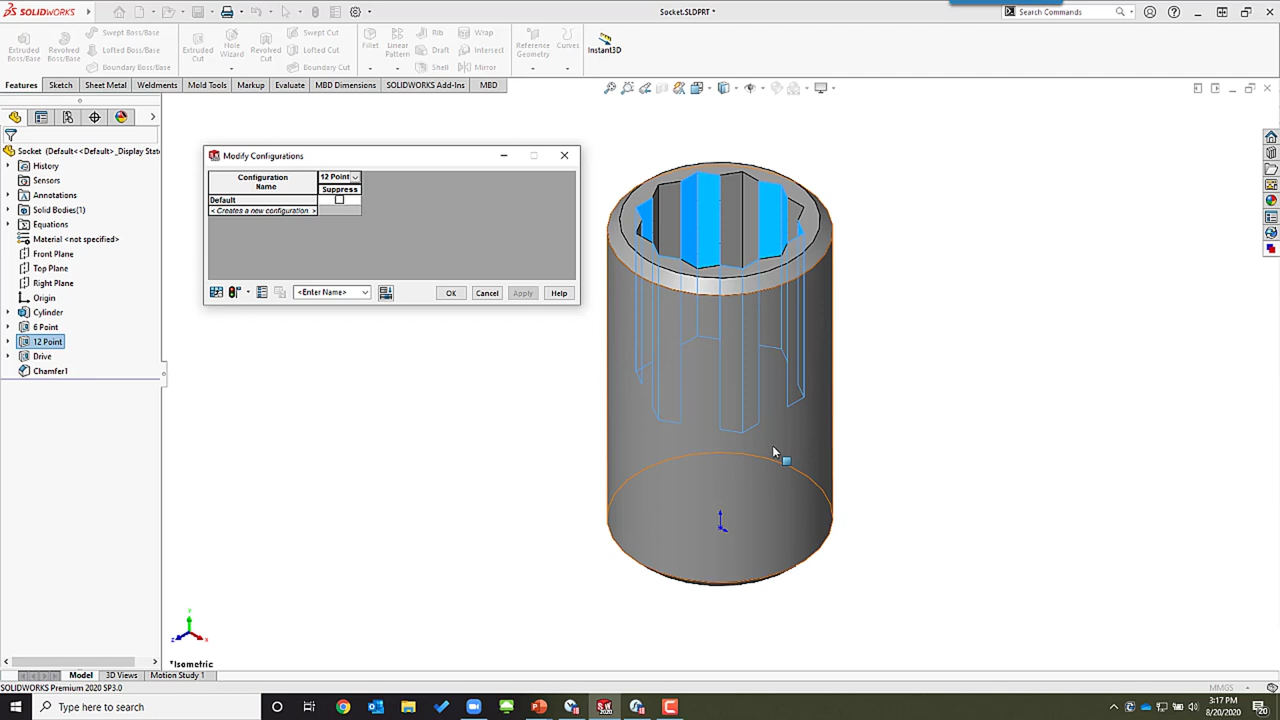 SOLIDWORKS
Socket.SLDPRT *
Search Commands
Extruded Boss/Base
Revolved Boss/Base
Swept Boss/Base
Lofted Boss/Base
Boundary Boss/Base
Extruded Cut
Hole Wizard
Revolved Cut
Swept Cut
Lofted Cut
Boundary Cut
Fillet
Linear Pattern
Rib
Draft
Shell
Wrap
Intersect
Mirror
Reference Geometry
Curves
Instant3D
Features
Sketch
Sheet Metal
Weldments
Mold Tools
Markup
Evaluate
MBD Dimensions
SOLIDWORKS Add-Ins
MBD
Socket (Default<<Default>_Display Stat
History
Sensors
Annotations
Solid Bodies(1)
Equations
Material <not specified>
Front Plane
Top Plane
Right Plane
Origin
Cylinder
6 Point
12 Point
Drive
Chamfer1
Modify Configurations
Configuration Name
12 Point
Suppress
Default
< Creates a new configuration >
<Enter Name>
OK
Cancel
Apply
Help
y
z
x
*Isometric
Model
3D Views
Motion Study 1
SOLIDWORKS Premium 2020 SP3.0
MMGS
Type here to search
3:17 PM
8/20/2020